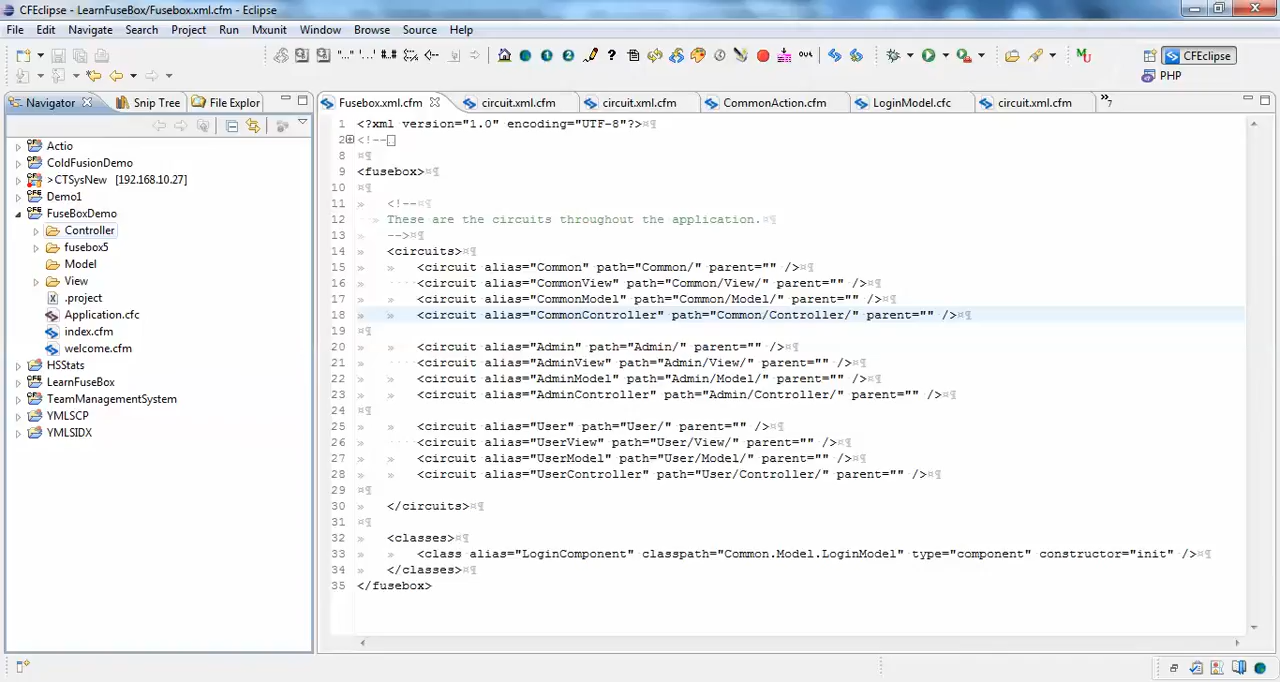 CFEclipse - LearnFuseBox/Fusebox.xml.cfm - Eclipse
File Edit Navigate Search Project Run Mxunit Window Browse Source Help
CFEclipse
PHP
Navigator Snip Tree File Explor
Fusebox.xml.cfm circuit.xml.cfm circuit.xml.cfm CommonAction.cfm LoginModel.cfc circuit.xml.cfm »7
Actio
ColdFusionDemo
>CTSysNew [192.168.10.27]
Demo1
FuseBoxDemo
Controller
fusebox5
Model
View
.project
Application.cfc
index.cfm
welcome.cfm
HSStats
LearnFuseBox
TeamManagementSystem
YMLSCP
YMLSIDX
1 <?xml version="1.0" encoding="UTF-8"?>¤¶
2 <!--
8 ¤¶
9 <fusebox>¤¶
10 ¤¶
11 » <!--¤¶
12 » These are the circuits throughout the application.¤¶
13 » -->¤¶
14 » <circuits>¤¶
15 » » <circuit alias="Common" path="Common/" parent="" />¤¶
16 » <circuit alias="CommonView" path="Common/View/" parent="" />¤¶
17 » » <circuit alias="CommonModel" path="Common/Model/" parent="" />¤¶
18 » » <circuit alias="CommonController" path="Common/Controller/" parent="" />¤¶
19 ¤¶
20 » » <circuit alias="Admin" path="Admin/" parent="" />¤¶
21 » <circuit alias="AdminView" path="Admin/View/" parent="" />¤¶
22 » » <circuit alias="AdminModel" path="Admin/Model/" parent="" />¤¶
23 » » <circuit alias="AdminController" path="Admin/Controller/" parent="" />¤¶
24 ¤¶
25 » » <circuit alias="User" path="User/" parent="" />¤¶
26 » <circuit alias="UserView" path="User/View/" parent="" />¤¶
27 » » <circuit alias="UserModel" path="User/Model/" parent="" />¤¶
28 » » <circuit alias="UserController" path="User/Controller/" parent="" />¤¶
29 ¤¶
30 » </circuits>¤¶
31 ¤¶
32 » <classes>¤¶
33 » » <class alias="LoginComponent" classpath="Common.Model.LoginModel" type="component" constructor="init" />¤¶
34 » </classes>¤¶
35 </fusebox>